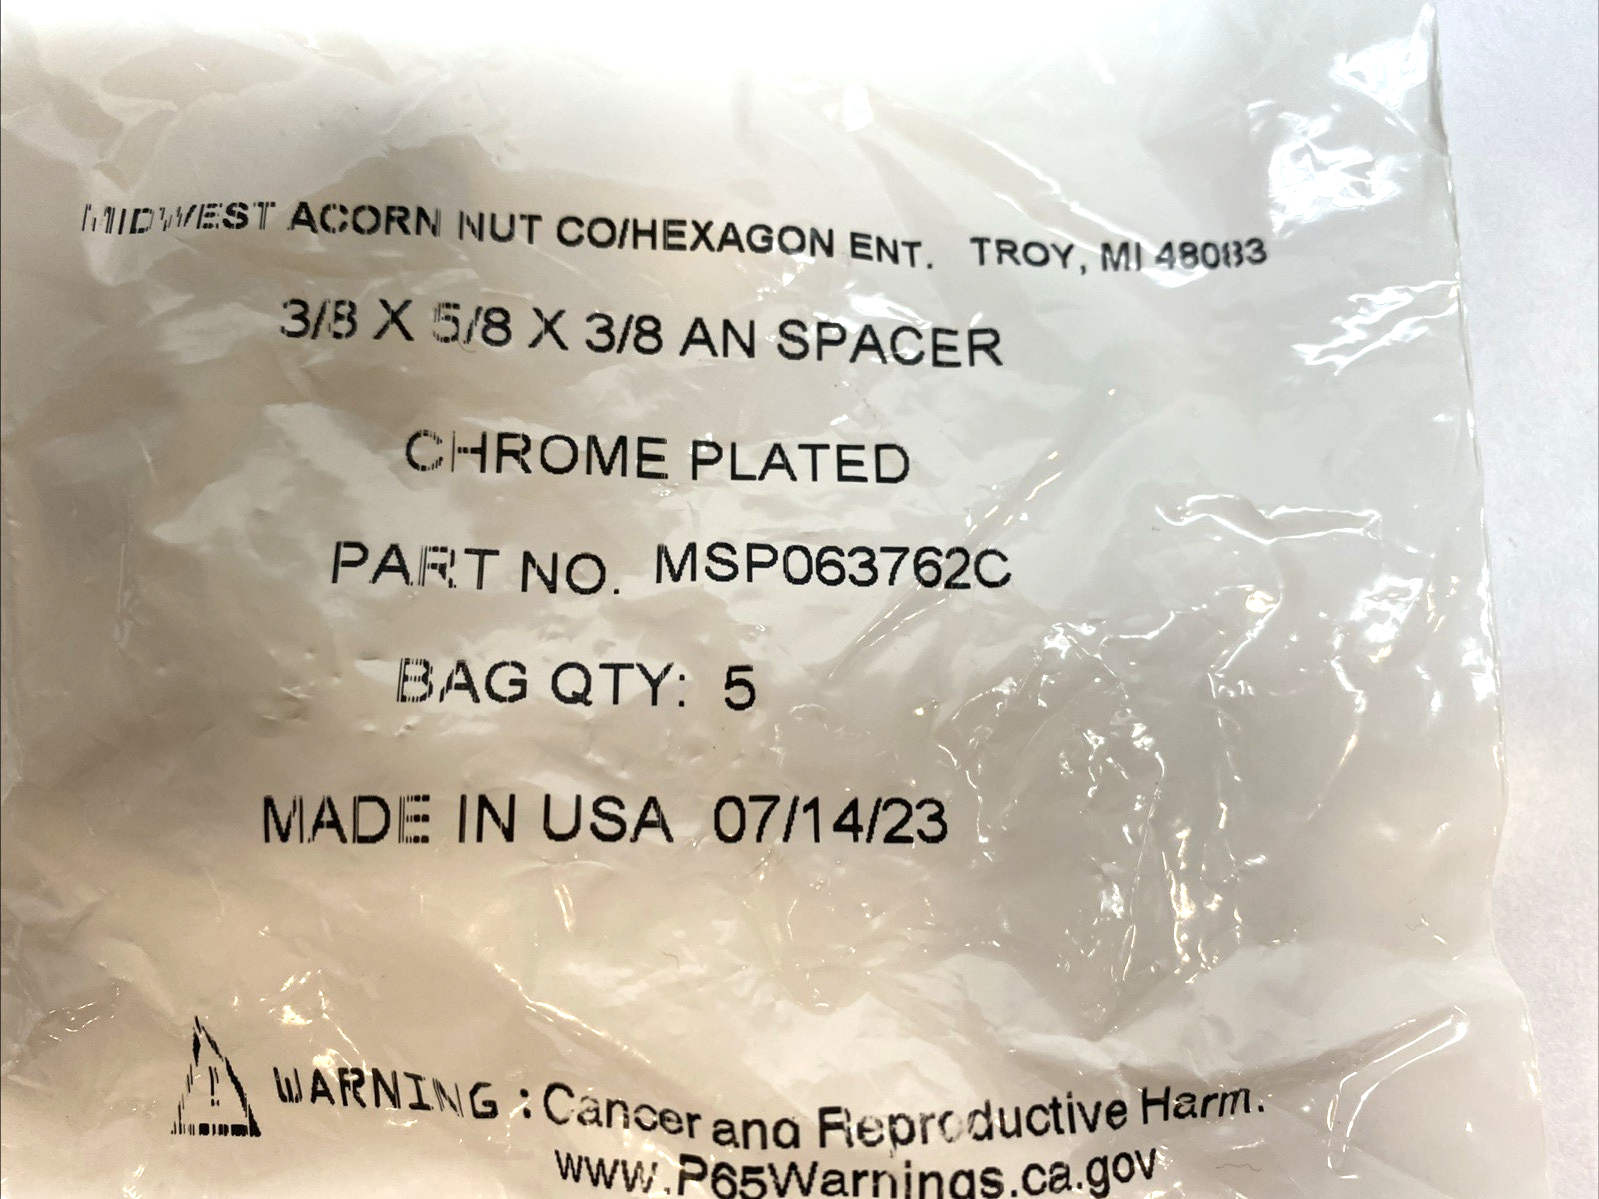 MIDWEST ACORN NUT CO/HEXAGON ENT. TROY, MI 48083
3/8 X 5/8 X 3/8 AN SPACER
CHROME PLATED
PART NO. MSP063762C
BAG QTY: 5
MADE IN USA 07/14/23
WARNING : Cancer and Reproductive Harm.
www.P65Warnings.ca.gov